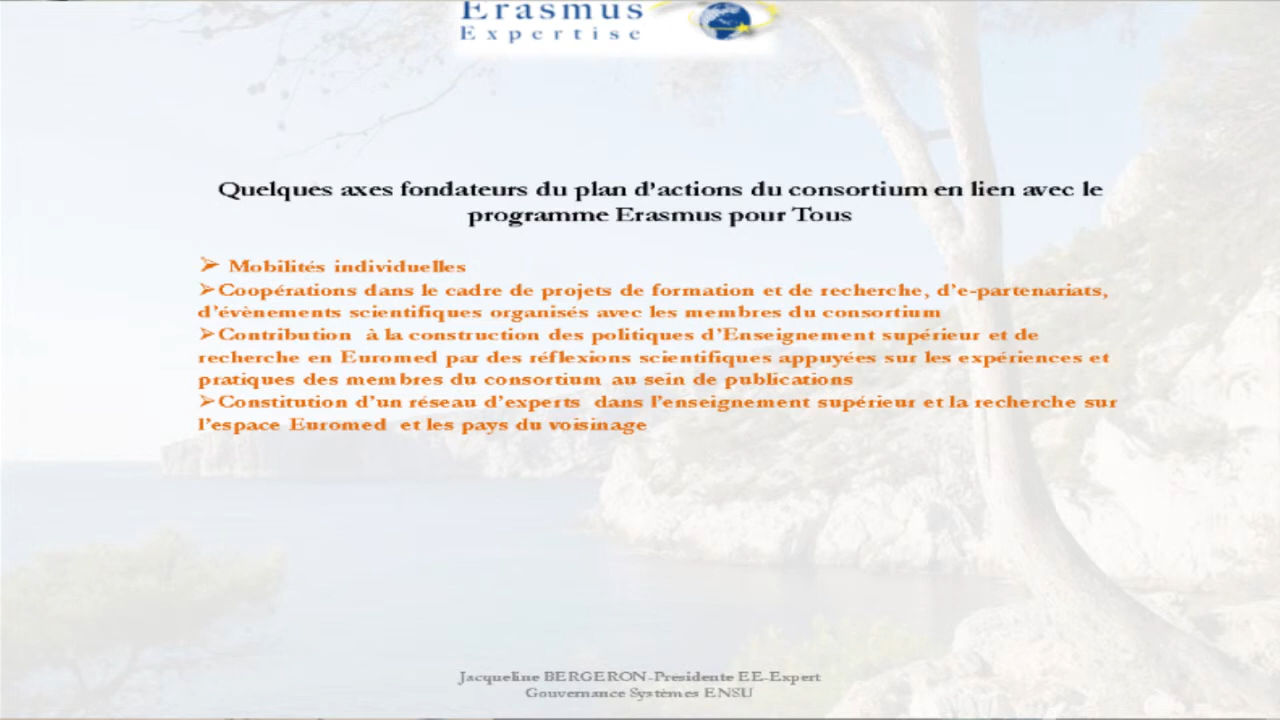 Erasmus
Expertise
Quelques axes fondateurs du plan d'actions du consortium en lien avec le
programme Erasmus pour Tous
➢ Mobilités individuelles
➢Coopérations dans le cadre de projets de formation et de recherche, d'e-partenariats,
d'évènements scientifiques organisés avec les membres du consortium
➢Contribution à la construction des politiques d'Enseignement supérieur et de
recherche en Euromed par des réflexions scientifiques appuyées sur les expériences et
pratiques des membres du consortium au sein de publications
➢Constitution d'un réseau d'experts dans l'enseignement supérieur et la recherche sur
l'espace Euromed et les pays du voisinage
Jacqueline BERGERON-Presidente EE-Expert
Gouvernance Systèmes ENSU